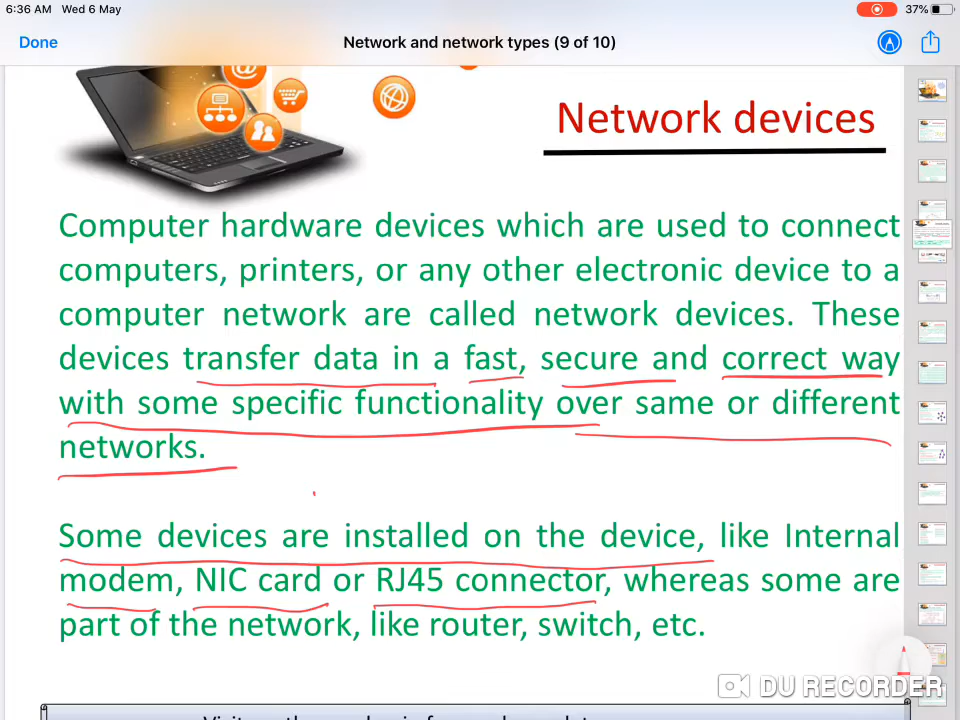 6:36 AM Wed 6 May
37%
Done
Network and network types (9 of 10)
Network devices
Computer hardware devices which are used to connect
computers, printers, or any other electronic device to a
computer network are called network devices. These
devices transfer data in a fast, secure and correct way
with some specific functionality over same or different
networks.
Some devices are installed on the device, like Internal
modem, NIC card or RJ45 connector, whereas some are
part of the network, like router, switch, etc.
DU RECORDER